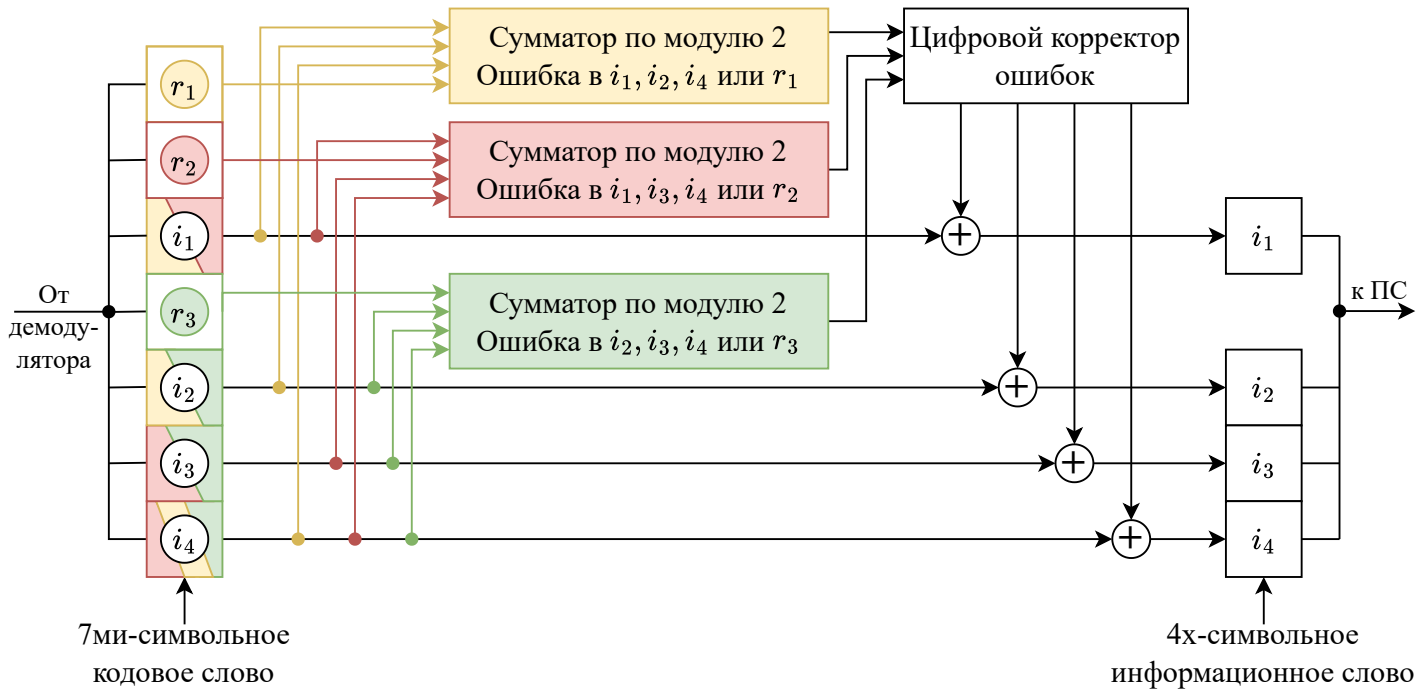 Сумматор по модулю 2
Ошибка в i₁, i₂, i₄ или r₁
Цифровой корректор
ошибок
r₁
Сумматор по модулю 2
Ошибка в i₁, i₃, i₄ или r₂
r₂
i₁
+
i₁
От
демоду-
лятора
r₃
Сумматор по модулю 2
Ошибка в i₂, i₃, i₄ или r₃
к ПС
i₂
+
i₂
i₃
+
i₃
i₄
+
i₄
7ми-символьное
кодовое слово
4х-символьное
информационное слово